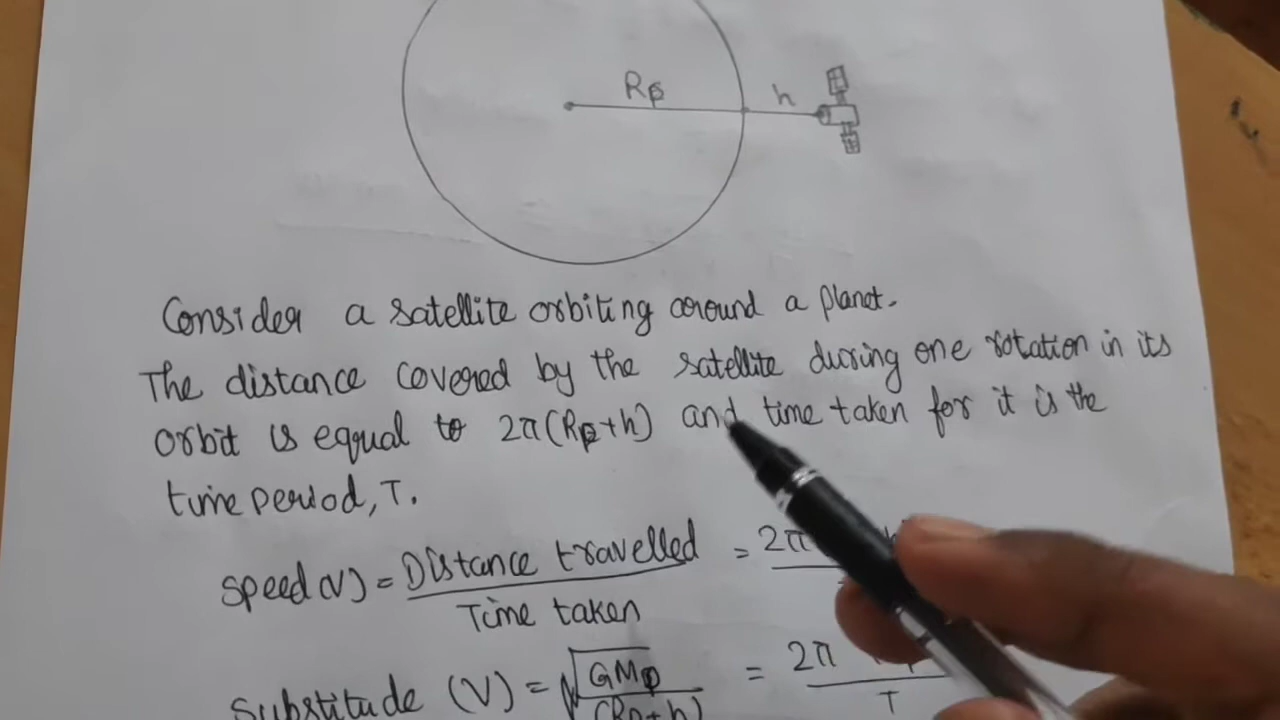 Rp h
Consider a satellite orbiting around a planet.
The distance covered by the satellite during one rotation in its
orbit is equal to 2π(Rp+h) and time taken for it is the
time period, T.
Speed (V) = Distance travelled / Time taken = 2π
Substitude (V) = √GMp / (Rp+h) = 2π / T